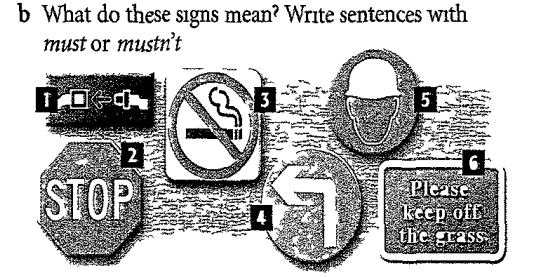 b What do these signs mean? Write sentences with
must or mustn't
1
3
5
2
6
STOP
4
Please
keep off
the grass